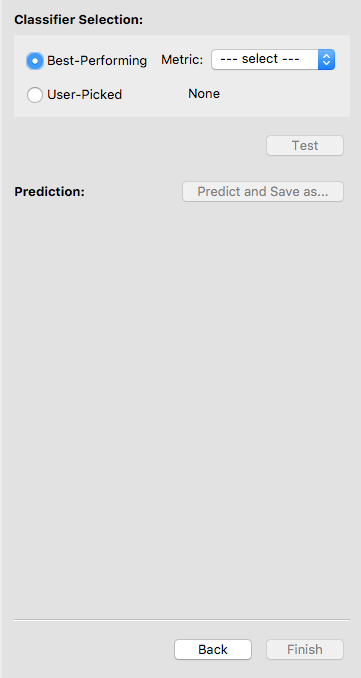 Classifier Selection:
Best-Performing Metric: --- select ---
User-Picked None
Test
Prediction: Predict and Save as...
Back Finish